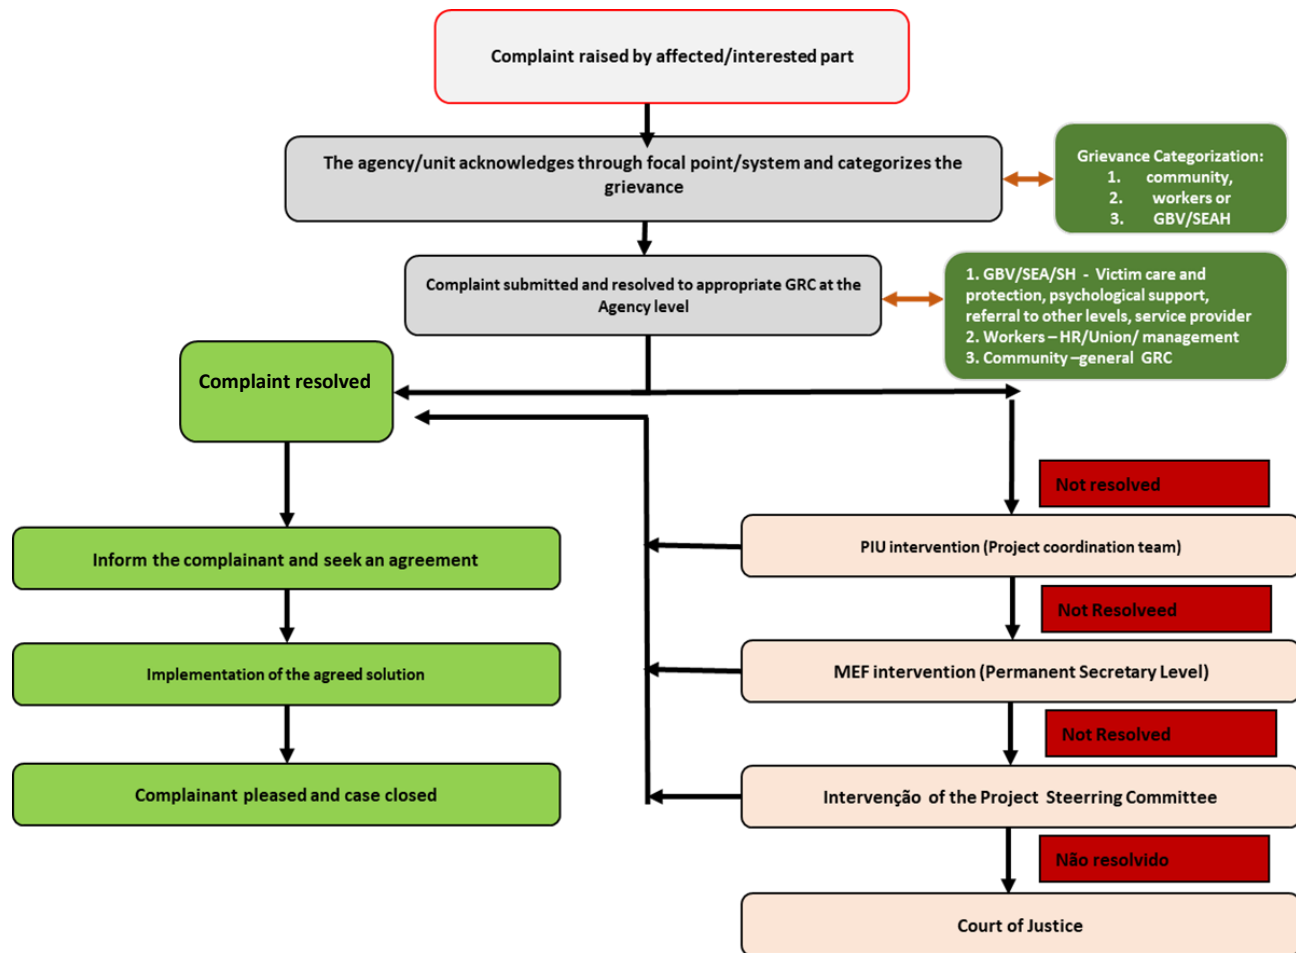 Complaint raised by affected/interested part
The agency/unit acknowledges through focal point/system and categorizes the
grievance
Grievance Categorization:
1. community,
2. workers or
3. GBV/SEAH
Complaint submitted and resolved to appropriate GRC at the
Agency level
1. GBV/SEA/SH - Victim care and
protection, psychological support,
referral to other levels, service provider
2. Workers – HR/Union/ management
3. Community –general GRC
Complaint resolved
Not resolved
Inform the complainant and seek an agreement
PIU intervention (Project coordination team)
Not Resolveed
Implementation of the agreed solution
MEF intervention (Permanent Secretary Level)
Not Resolved
Complainant pleased and case closed
Intervenção of the Project Steerring Committee
Não resolvido
Court of Justice